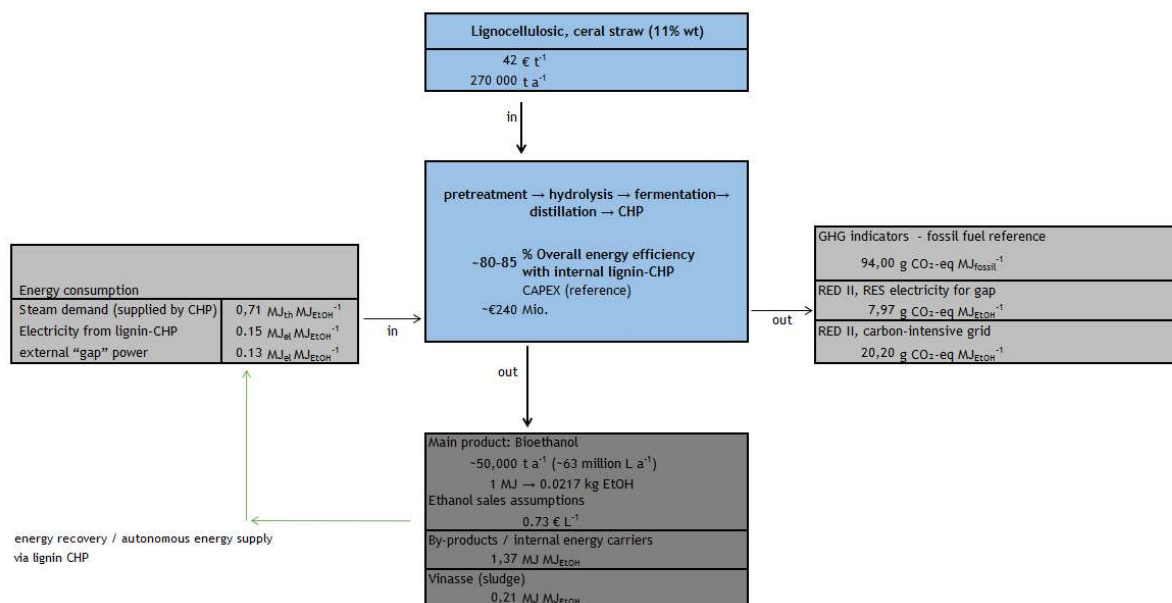 Lignocellulosic, ceral straw (11% wt)
42 € t⁻¹
270 000 t a⁻¹
in
pretreatment → hydrolysis → fermentation→
distillation → CHP
~80-85 % Overall energy efficiency
with internal lignin-CHP
CAPEX (reference)
~€240 Mio.
Energy consumption
Steam demand (supplied by CHP) 0,71 MJth MJEtOH⁻¹
Electricity from lignin-CHP 0.15 MJel MJEtOH⁻¹
external “gap” power 0.13 MJel MJEtOH⁻¹
in
out
GHG indicators - fossil fuel reference
94,00 g CO₂-eq MJfossil⁻¹
RED II, RES electricity for gap
7,97 g CO₂-eq MJEtOH⁻¹
RED II, carbon-intensive grid
20,20 g CO₂-eq MJEtOH⁻¹
out
Main product: Bioethanol
~50,000 t a⁻¹ (~63 million L a⁻¹)
1 MJ → 0.0217 kg EtOH
Ethanol sales assumptions
0.73 € L⁻¹
By-products / internal energy carriers
1,37 MJ MJEtOH
Vinasse (sludge)
0,21 MJ MJEtOH
energy recovery / autonomous energy supply
via lignin CHP